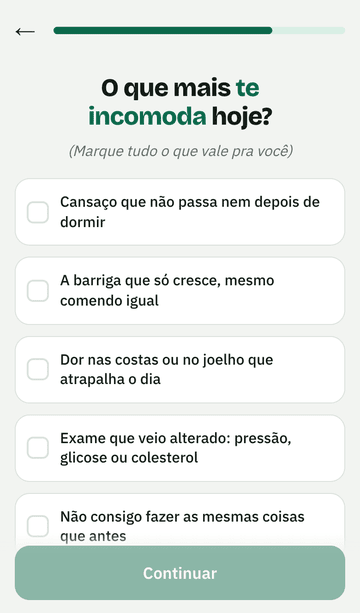 ←
O que mais te
incomoda hoje?
(Marque tudo o que vale pra você)
Cansaço que não passa nem depois de
dormir
A barriga que só cresce, mesmo
comendo igual
Dor nas costas ou no joelho que
atrapalha o dia
Exame que veio alterado: pressão,
glicose ou colesterol
Não consigo fazer as mesmas coisas
que antes
Continuar